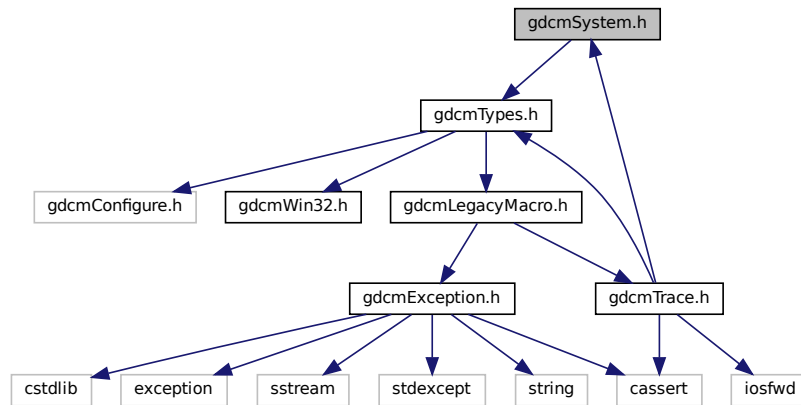 gdcmSystem.h
gdcmTypes.h
gdcmConfigure.h
gdcmWin32.h
gdcmLegacyMacro.h
gdcmException.h
gdcmTrace.h
cstdlib
exception
sstream
stdexcept
string
cassert
iosfwd